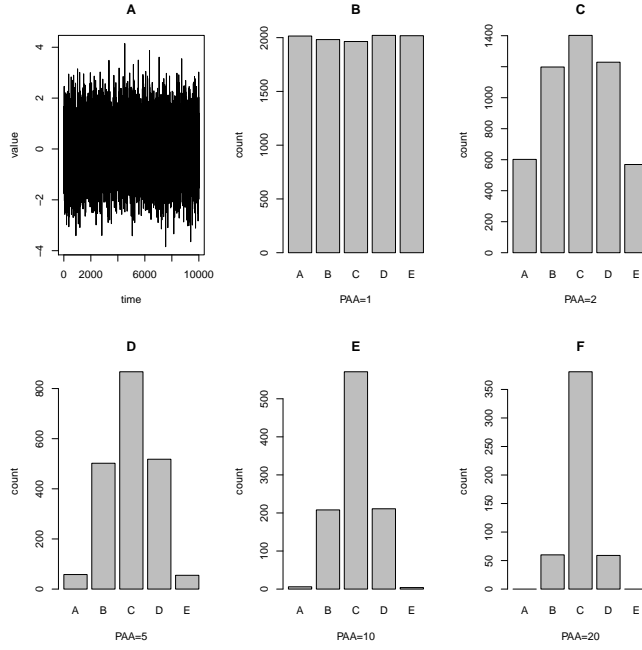 A
value
4
2
0
−2
−4
0 2000 6000 10000
time
B
count
2000
1500
1000
500
0
A B C D E
PAA=1
C
count
1400
1000
800
600
400
200
0
A B C D E
PAA=2
D
count
800
600
400
200
0
A B C D E
PAA=5
E
count
500
400
300
200
100
0
A B C D E
PAA=10
F
count
350
300
250
200
150
100
50
0
A B C D E
PAA=20